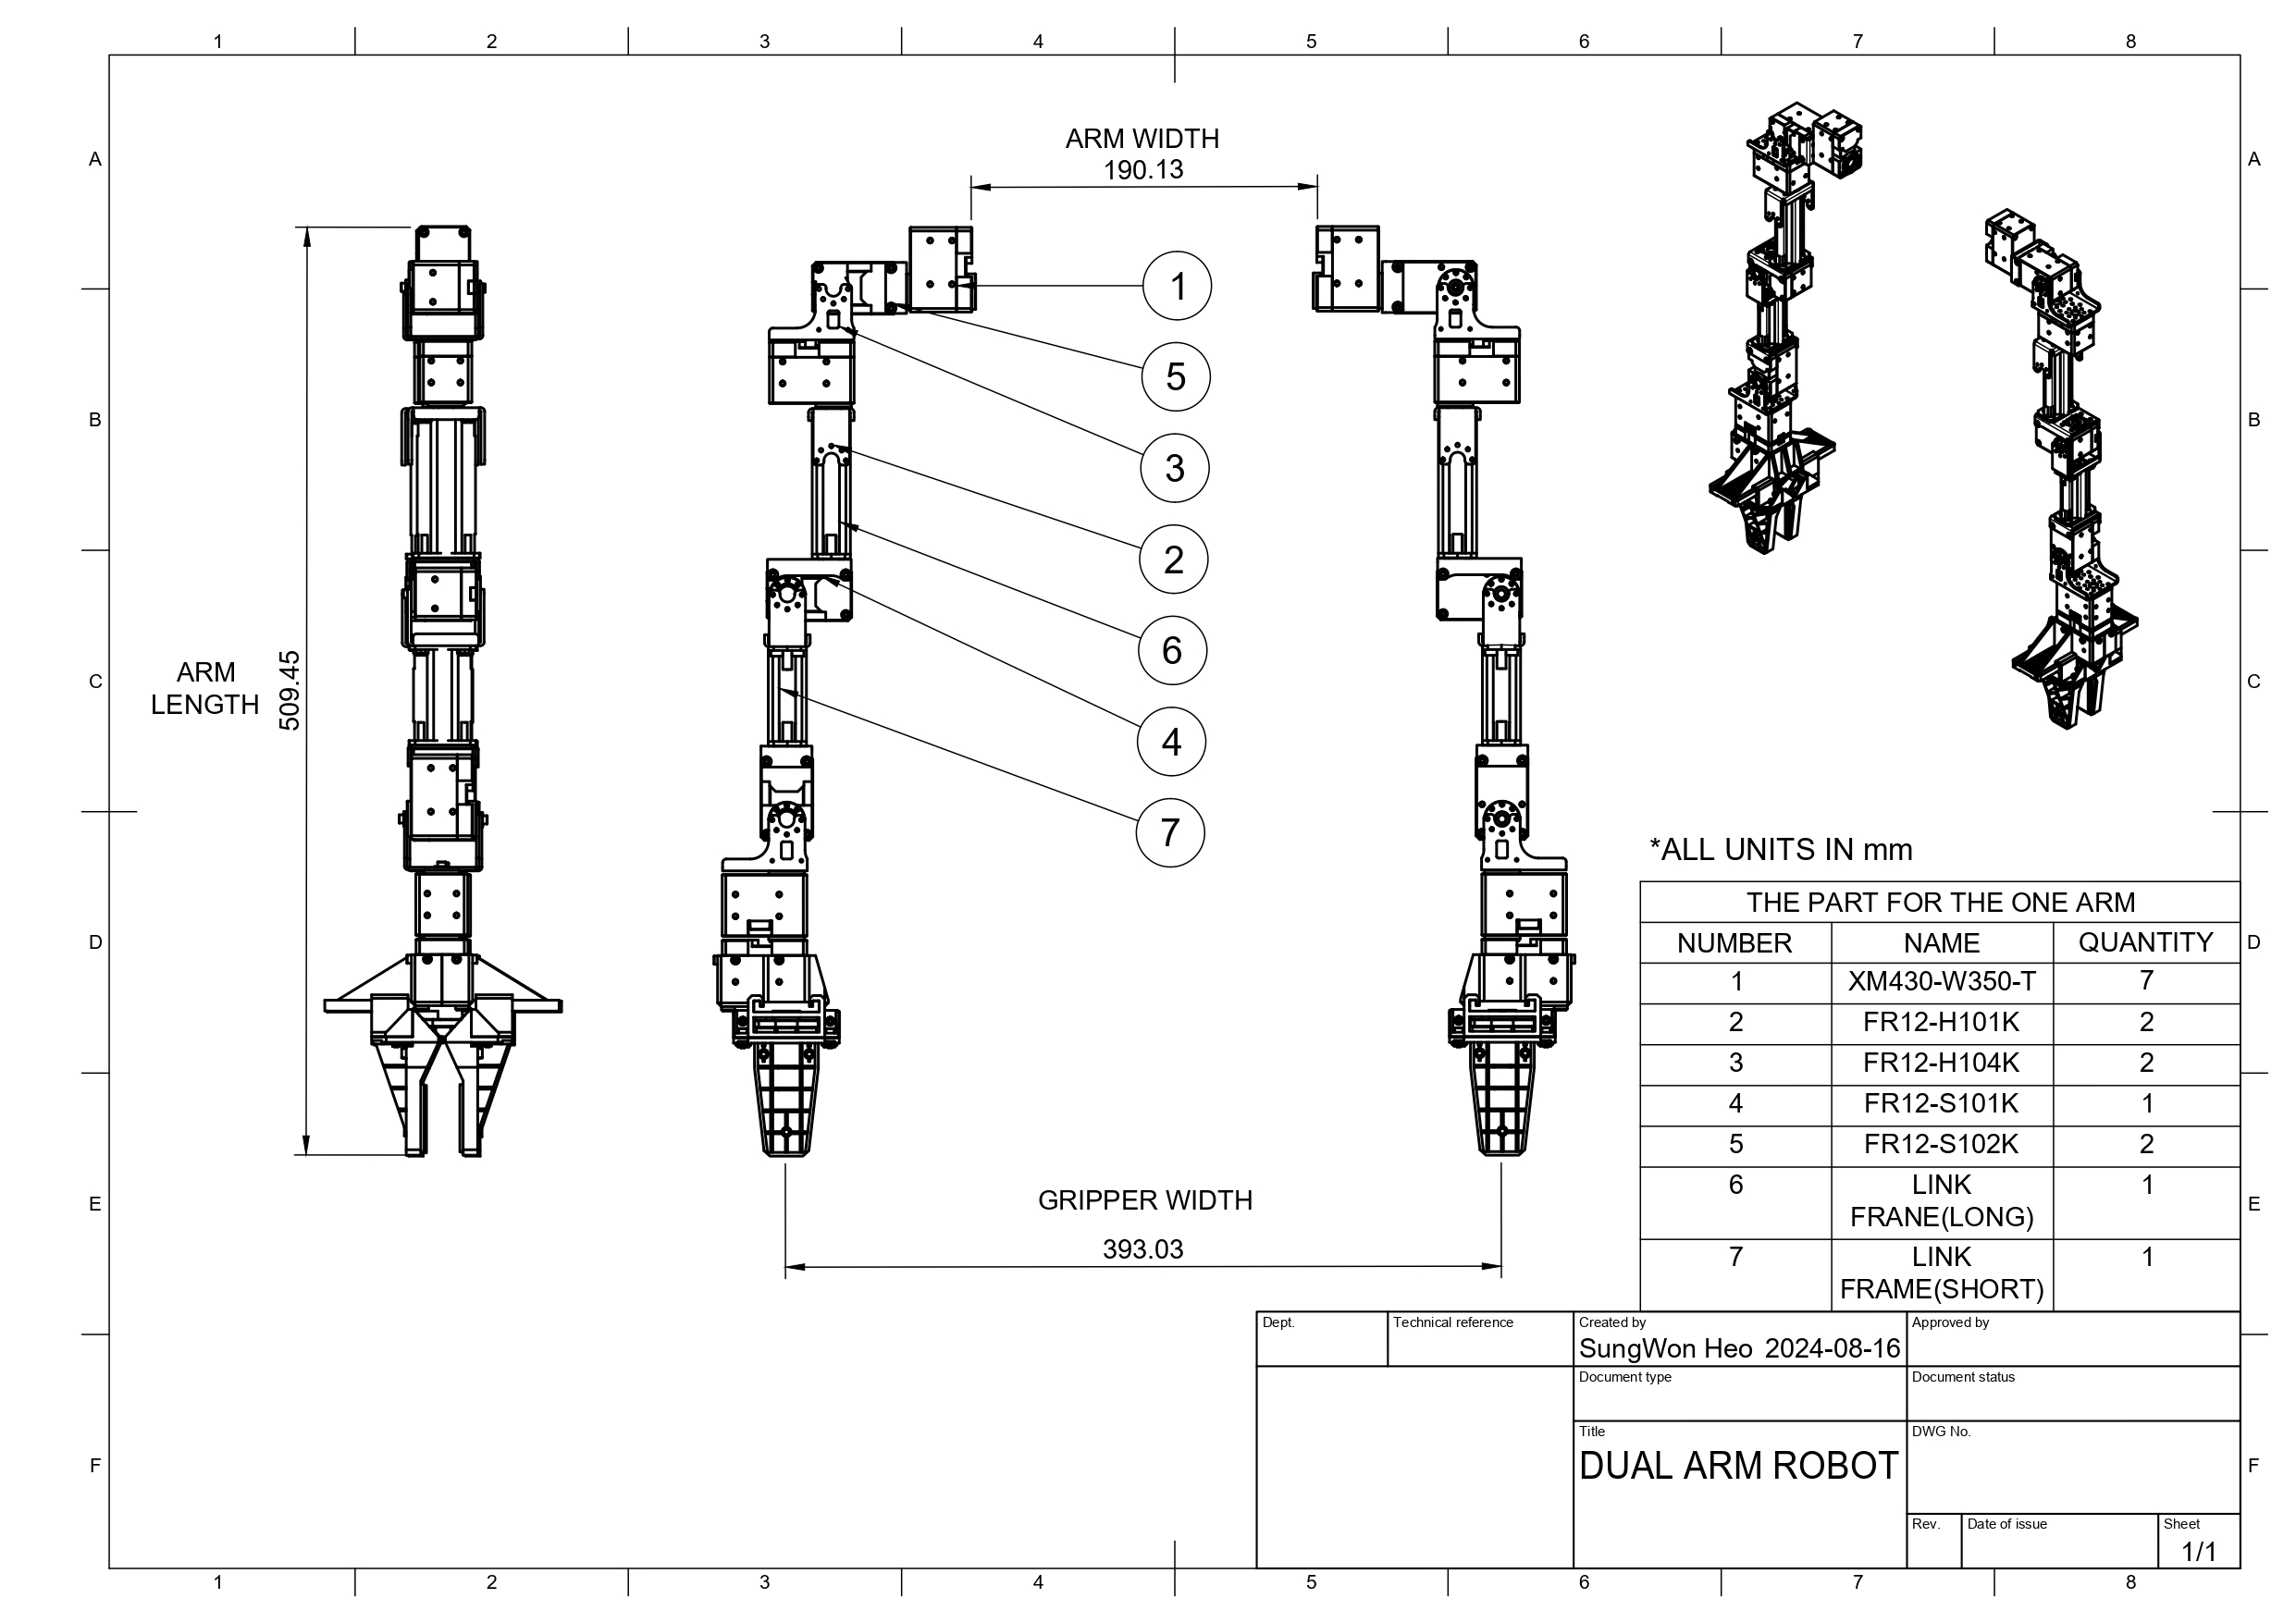 1 2 3 4 5 6 7 8
A A
B B
C C
D D
E E
F F
ARM WIDTH
190.13
ARM
LENGTH
509.45
1
5
3
2
6
4
7
GRIPPER WIDTH
393.03
*ALL UNITS IN mm
THE PART FOR THE ONE ARM
NUMBER NAME QUANTITY
1 XM430-W350-T 7
2 FR12-H101K 2
3 FR12-H104K 2
4 FR12-S101K 1
5 FR12-S102K 2
6 LINK 1
FRANE(LONG)
7 LINK 1
FRAME(SHORT)
Dept. Technical reference Created by Approved by
SungWon Heo 2024-08-16
Document type Document status
Title DWG No.
DUAL ARM ROBOT
Rev. Date of issue Sheet
1/1
1 2 3 4 5 6 7 8